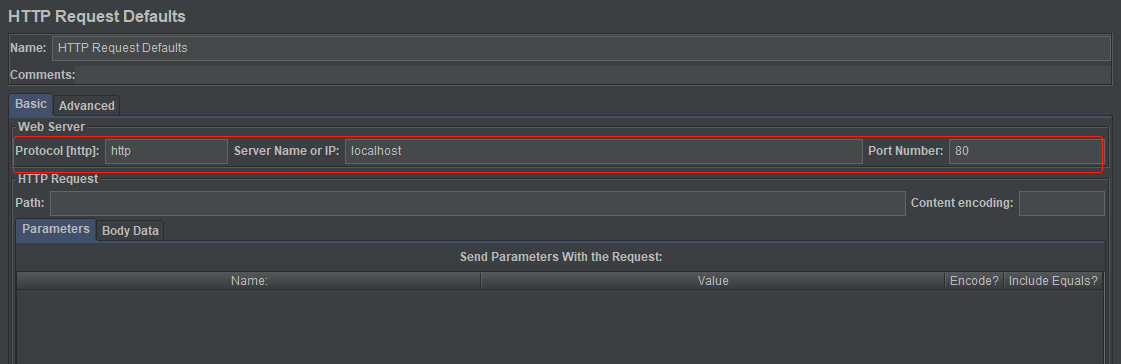 HTTP Request Defaults
Name: HTTP Request Defaults
Comments:
Basic Advanced
Web Server
Protocol [http]: http Server Name or IP: localhost Port Number: 80
HTTP Request
Path: Content encoding:
Parameters Body Data
Send Parameters With the Request:
Name: Value Encode? Include Equals?